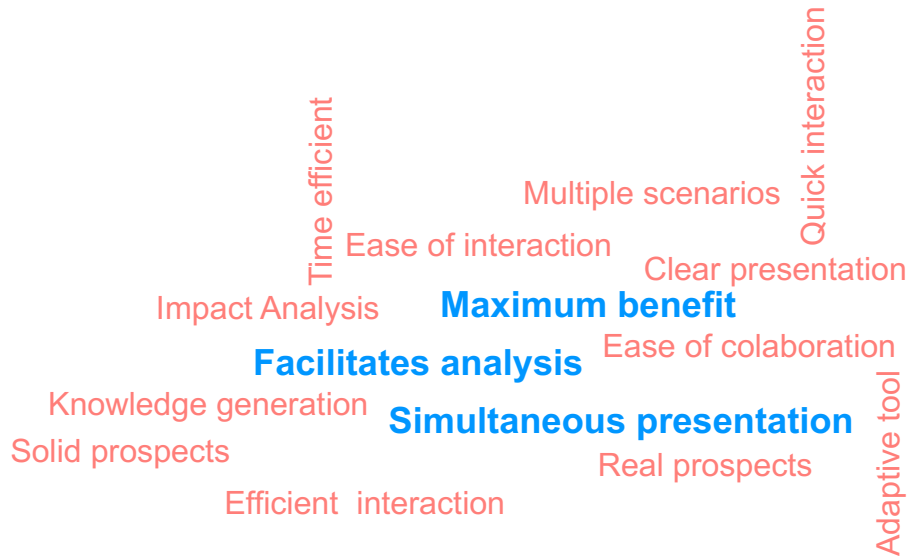 Quick interaction
Time efficient
Multiple scenarios
Ease of interaction
Clear presentation
Impact Analysis
Maximum benefit
Ease of colaboration
Facilitates analysis
Knowledge generation
Simultaneous presentation
Adaptive tool
Solid prospects
Real prospects
Efficient  interaction